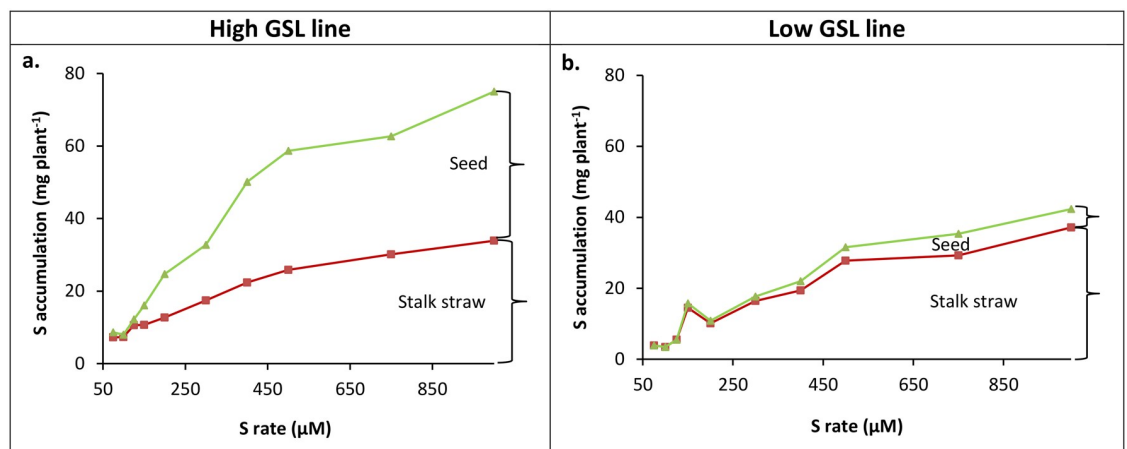 High GSL line
Low GSL line
a.
S accumulation (mg plant⁻¹)
80
60
40
20
0
Seed
Stalk straw
50
250
450
650
850
S rate (µM)
b.
S accumulation (mg plant⁻¹)
80
60
40
20
0
Seed
Stalk straw
50
250
450
650
850
S rate (µM)